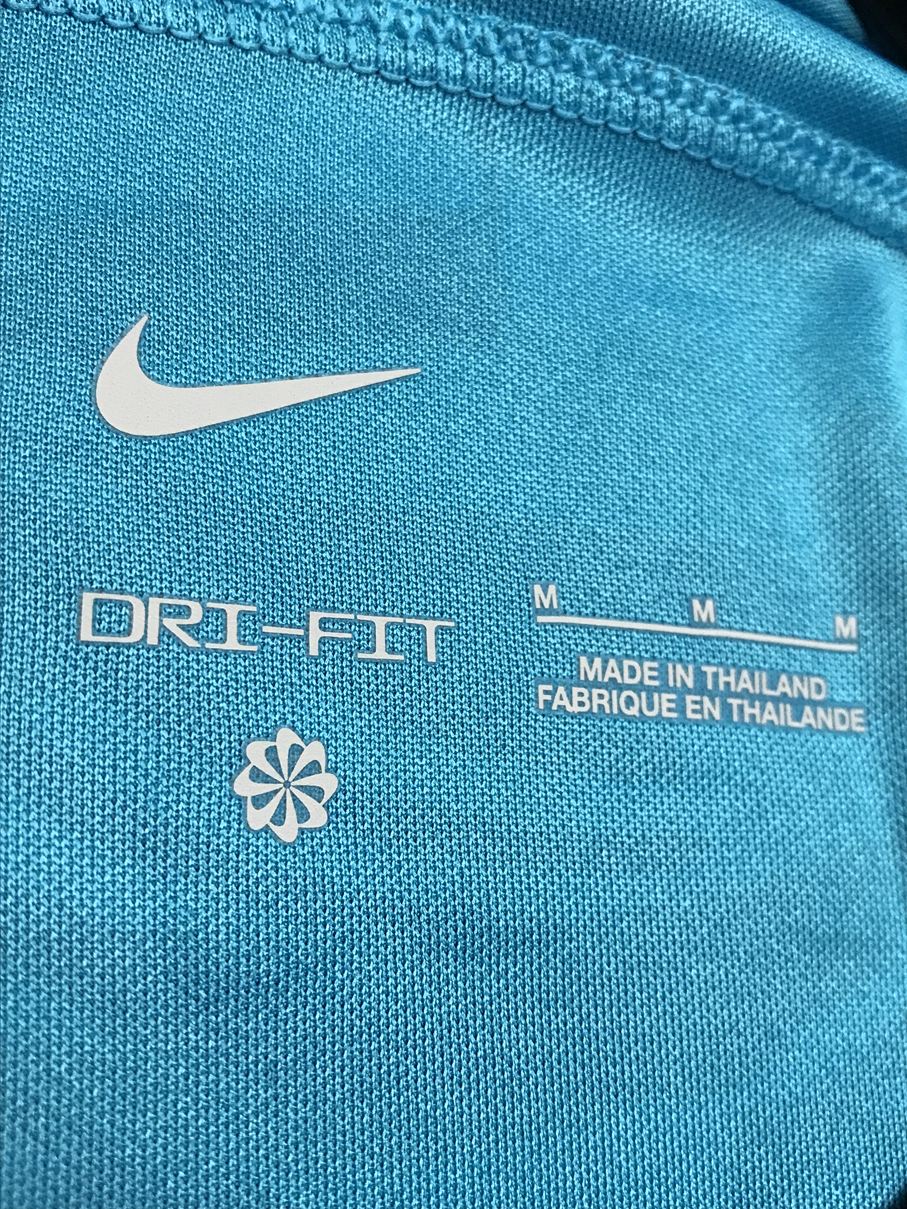 DRI-FIT
M M M
MADE IN THAILAND
FABRIQUE EN THAILANDE